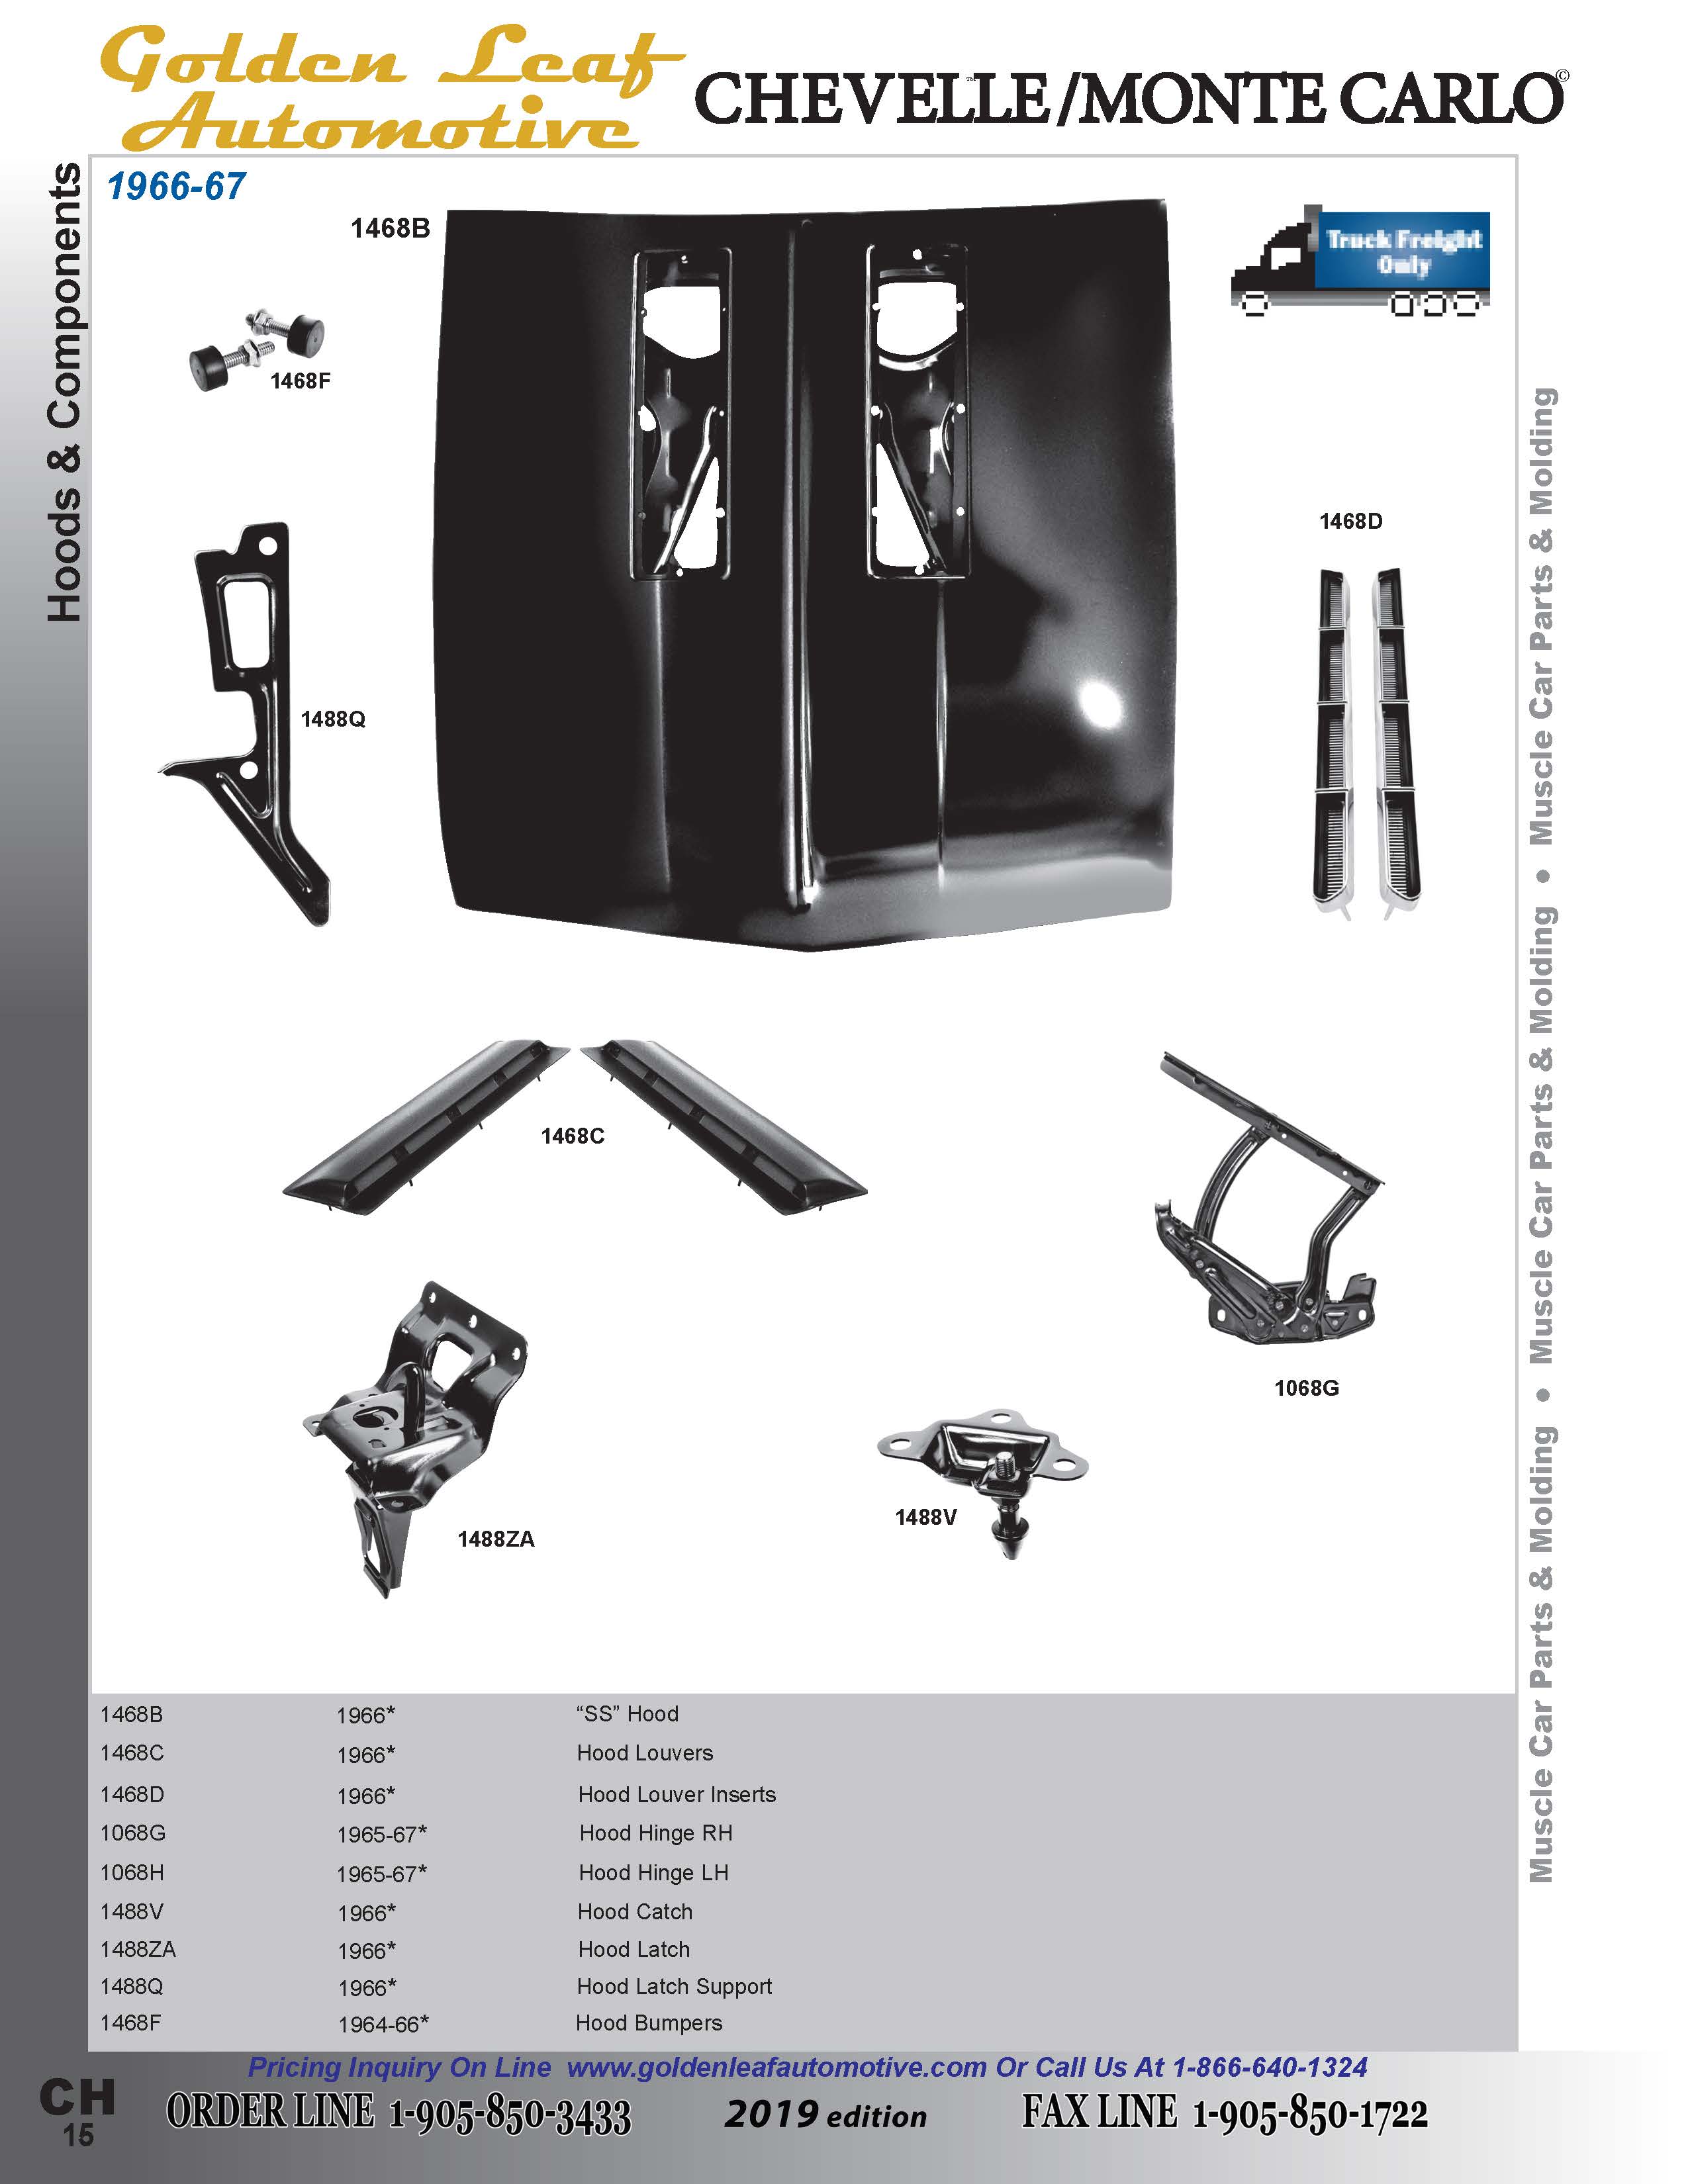 Golden Leaf
Automotive
CHEVELLE™/MONTE CARLO©
Hoods & Components
1966-67
1468B
Truck Freight
Only
1468F
1468D
1488Q
1468C
1068G
1488V
1488ZA
Muscle Car Parts & Molding • Muscle Car Parts & Molding • Muscle Car Parts & Molding
1468B 1966* “SS” Hood
1468C 1966* Hood Louvers
1468D 1966* Hood Louver Inserts
1068G 1965-67* Hood Hinge RH
1068H 1965-67* Hood Hinge LH
1488V 1966* Hood Catch
1488ZA 1966* Hood Latch
1488Q 1966* Hood Latch Support
1468F 1964-66* Hood Bumpers
Pricing Inquiry On Line www.goldenleafautomotive.com Or Call Us At 1-866-640-1324
CH
15
ORDER LINE 1-905-850-3433
2019 edition
FAX LINE 1-905-850-1722